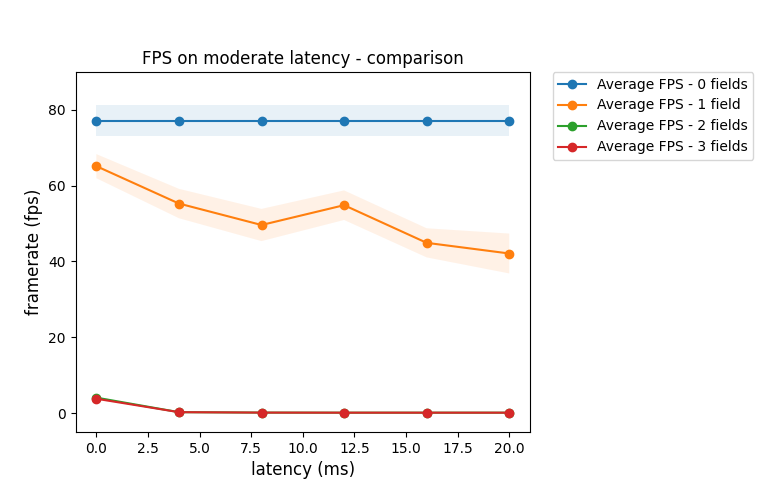 FPS on moderate latency - comparison
Average FPS - 0 fields
Average FPS - 1 field
Average FPS - 2 fields
Average FPS - 3 fields
framerate (fps)
80
60
40
20
0
0.0 2.5 5.0 7.5 10.0 12.5 15.0 17.5 20.0
latency (ms)